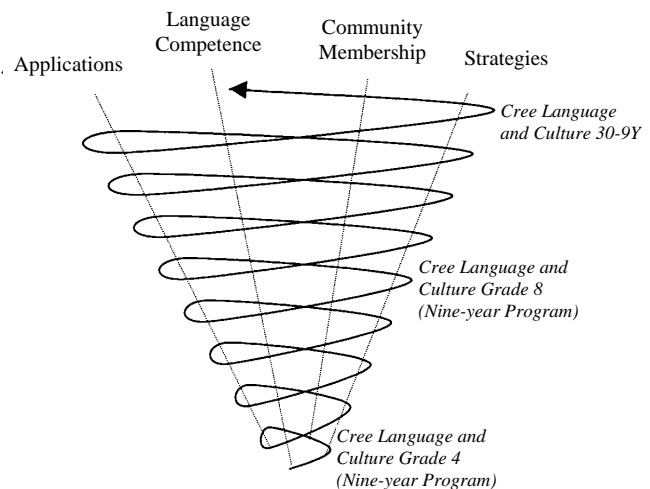 Applications
Language
Competence
Community
Membership
Strategies
Cree Language
and Culture 30-9Y
Cree Language and
Culture Grade 8
(Nine-year Program)
Cree Language and
Culture Grade 4
(Nine-year Program)